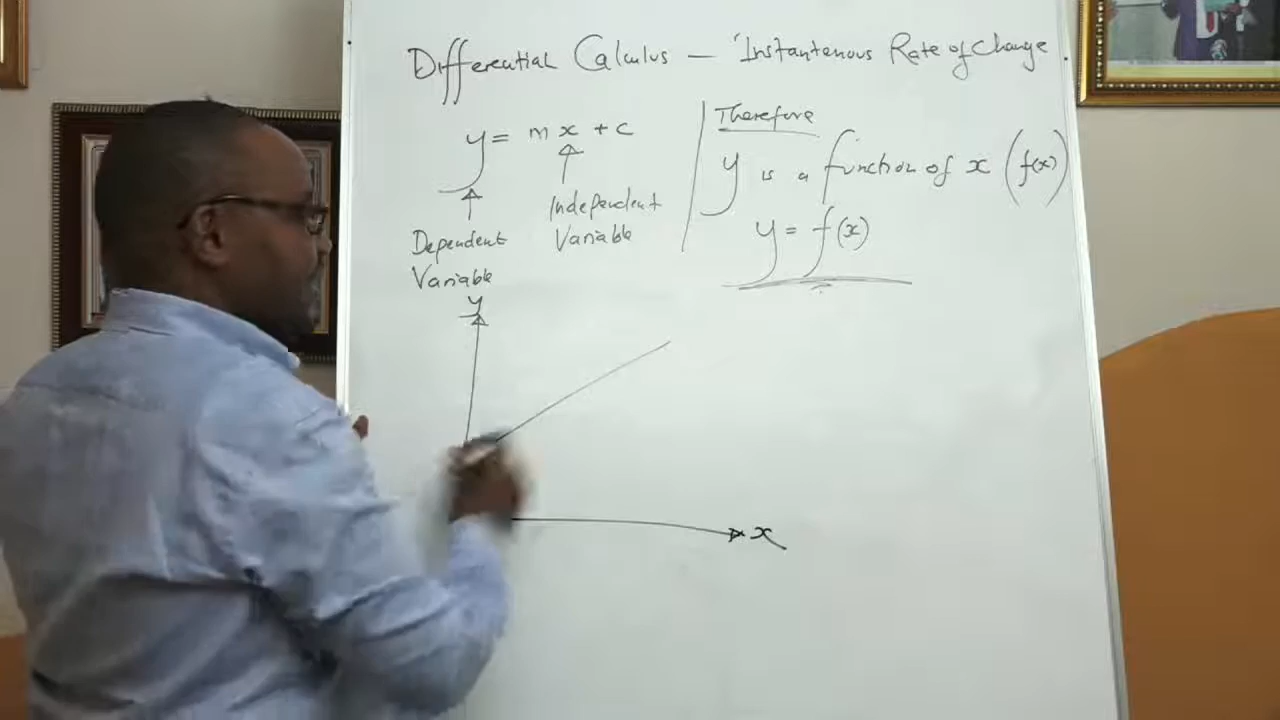 Differential Calculus — Instantenous Rate of Change
y = mx + c
Dependent Variable
Independent Variable
Therefore
y is a function of x (f(x))
y = f(x)
y
x